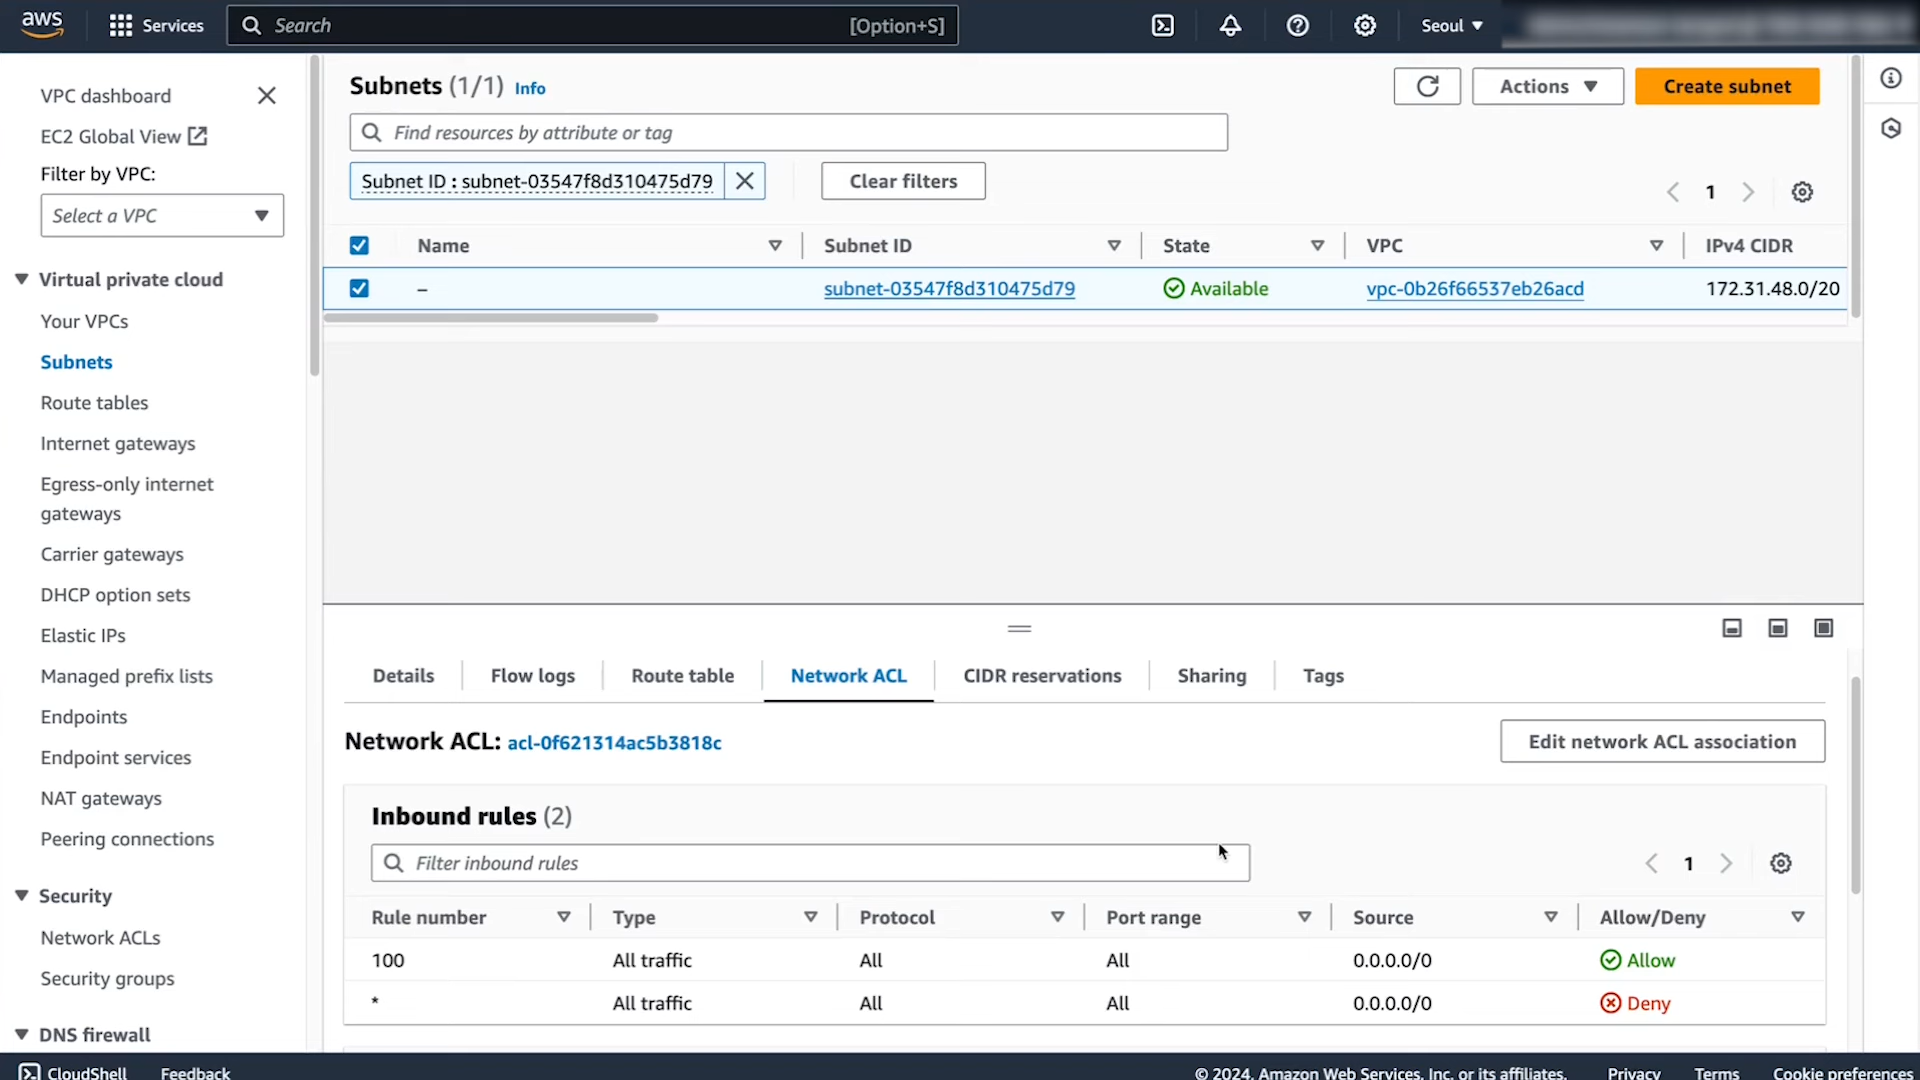 aws
Services
Search
[Option+S]
Seoul
VPC dashboard
EC2 Global View
Filter by VPC:
Select a VPC
Virtual private cloud
Your VPCs
Subnets
Route tables
Internet gateways
Egress-only internet
gateways
Carrier gateways
DHCP option sets
Elastic IPs
Managed prefix lists
Endpoints
Endpoint services
NAT gateways
Peering connections
Security
Network ACLs
Security groups
DNS firewall
Subnets (1/1) Info
Actions
Create subnet
Find resources by attribute or tag
Subnet ID : subnet-03547f8d310475d79
Clear filters
1
Name Subnet ID State VPC IPv4 CIDR
– subnet-03547f8d310475d79 Available vpc-0b26f66537eb26acd 172.31.48.0/20
Details Flow logs Route table Network ACL CIDR reservations Sharing Tags
Network ACL: acl-0f621314ac5b3818c
Edit network ACL association
Inbound rules (2)
Filter inbound rules
1
Rule number Type Protocol Port range Source Allow/Deny
100 All traffic All All 0.0.0.0/0 Allow
* All traffic All All 0.0.0.0/0 Deny
CloudShell Feedback © 2024, Amazon Web Services, Inc. or its affiliates. Privacy Terms Cookie preferences